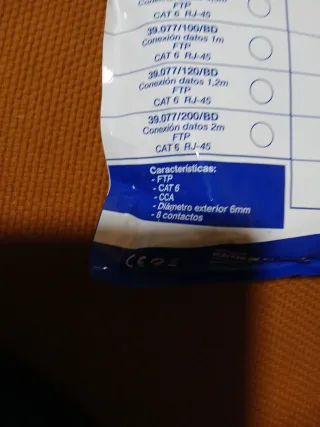 FTP
CAT 6 RJ-45
39.077/100/BD
Conexión datos 1m
FTP
CAT 6 RJ-45
39.077/120/BD
Conexión datos 1,2m
FTP
CAT 6 RJ-45
39.077/200/BD
Conexión datos 2m
FTP
CAT 6 RJ-45
Características:
- FTP
- CAT 6
- CCA
- Diámetro exterior 6mm
- 8 contactos
CE